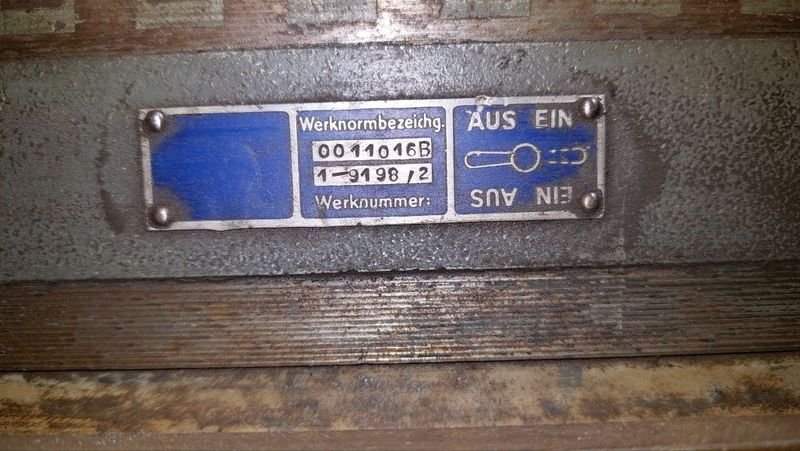 Werknormbezeichg.
0011016B
1-9198/2
Werknummer:
AUS EIN
EIN AUS